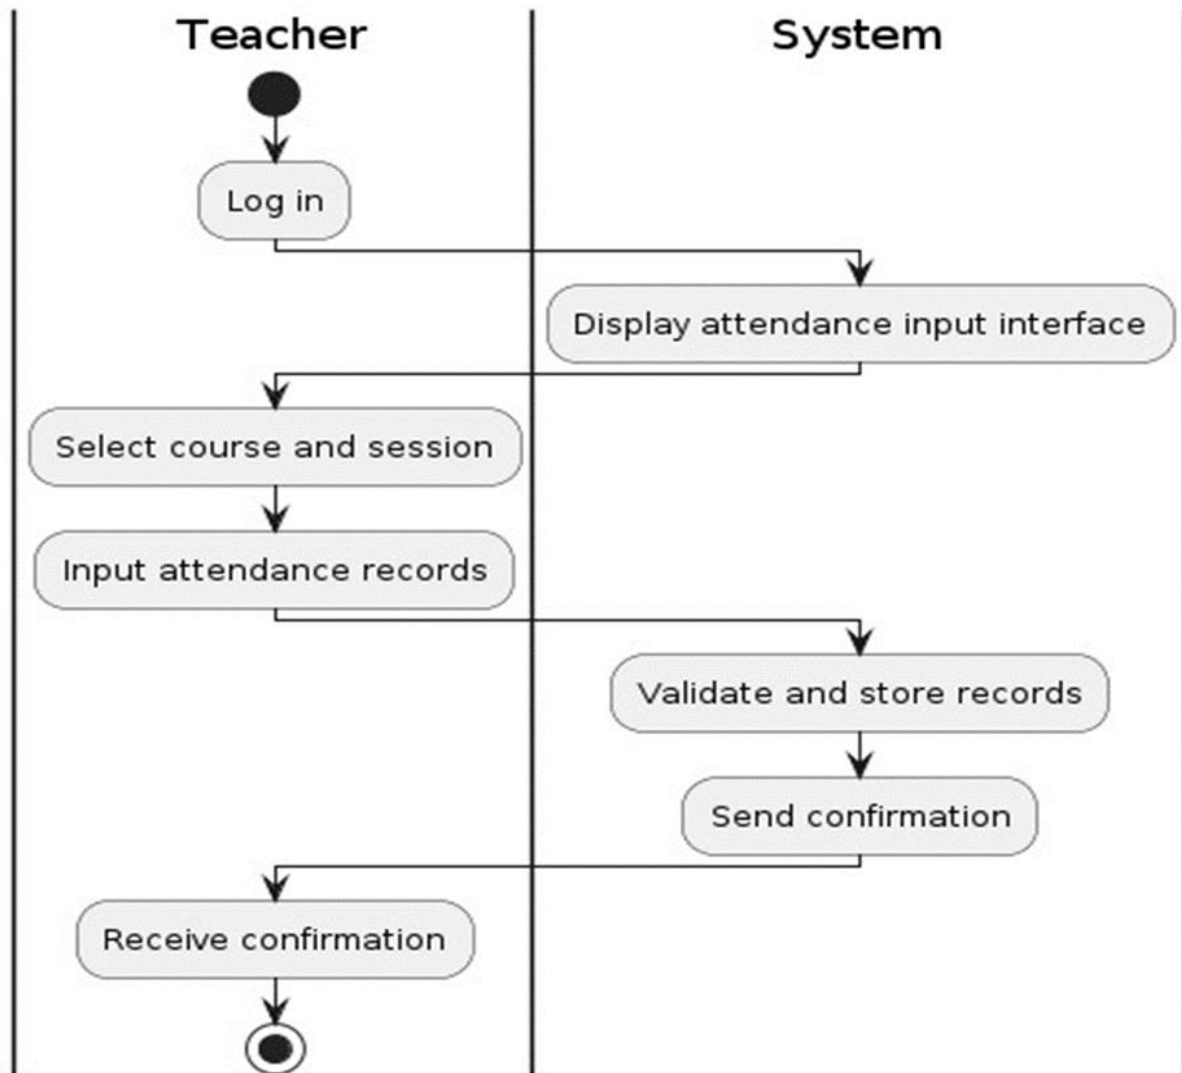 Teacher
System
Log in
Display attendance input interface
Select course and session
Input attendance records
Validate and store records
Send confirmation
Receive confirmation